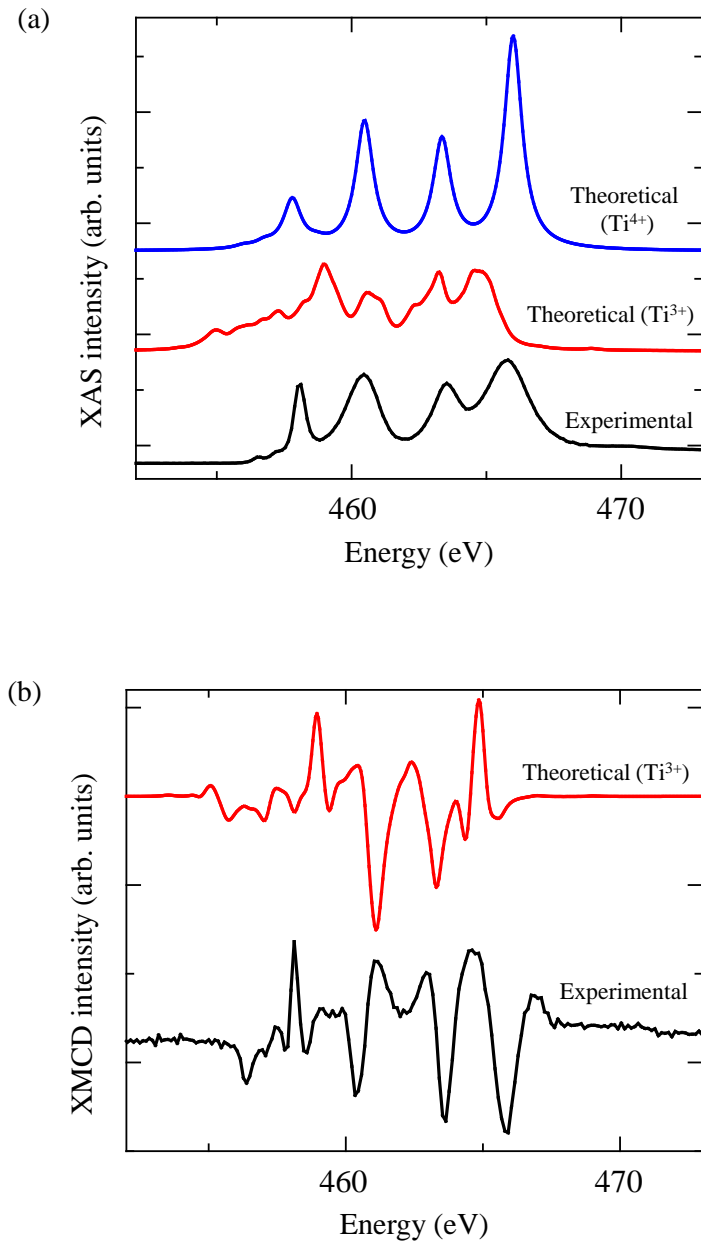 (a)
XAS intensity (arb. units)
Theoretical
(Ti⁴⁺)
Theoretical (Ti³⁺)
Experimental
460
470
Energy (eV)
(b)
XMCD intensity (arb. units)
Theoretical (Ti³⁺)
Experimental
460
470
Energy (eV)